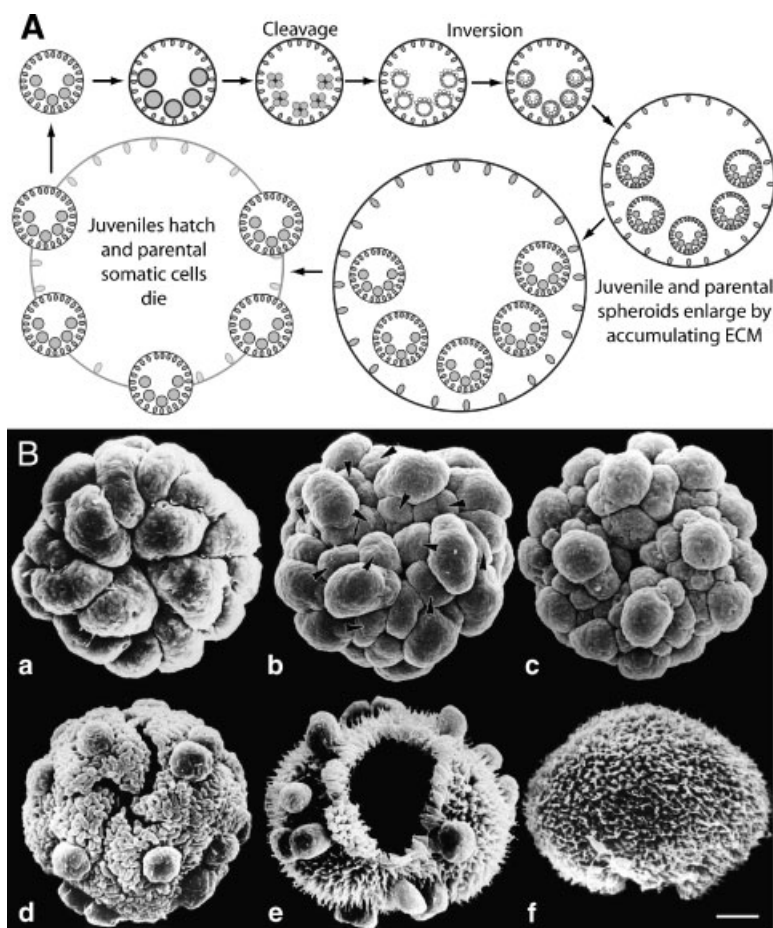 A
Cleavage
Inversion
Juveniles hatch
and parental
somatic cells
die
Juvenile and parental
spheroids enlarge by
accumulating ECM
B
a
b
c
d
e
f